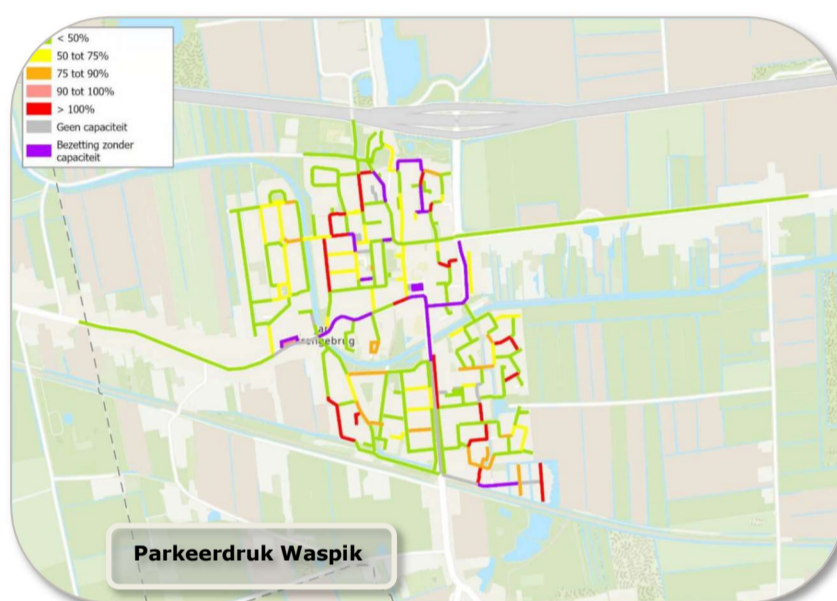 < 50%
50 tot 75%
75 tot 90%
90 tot 100%
> 100%
Geen capaciteit
Bezetting zonder
capaciteit
Parkeerdruk Waspik